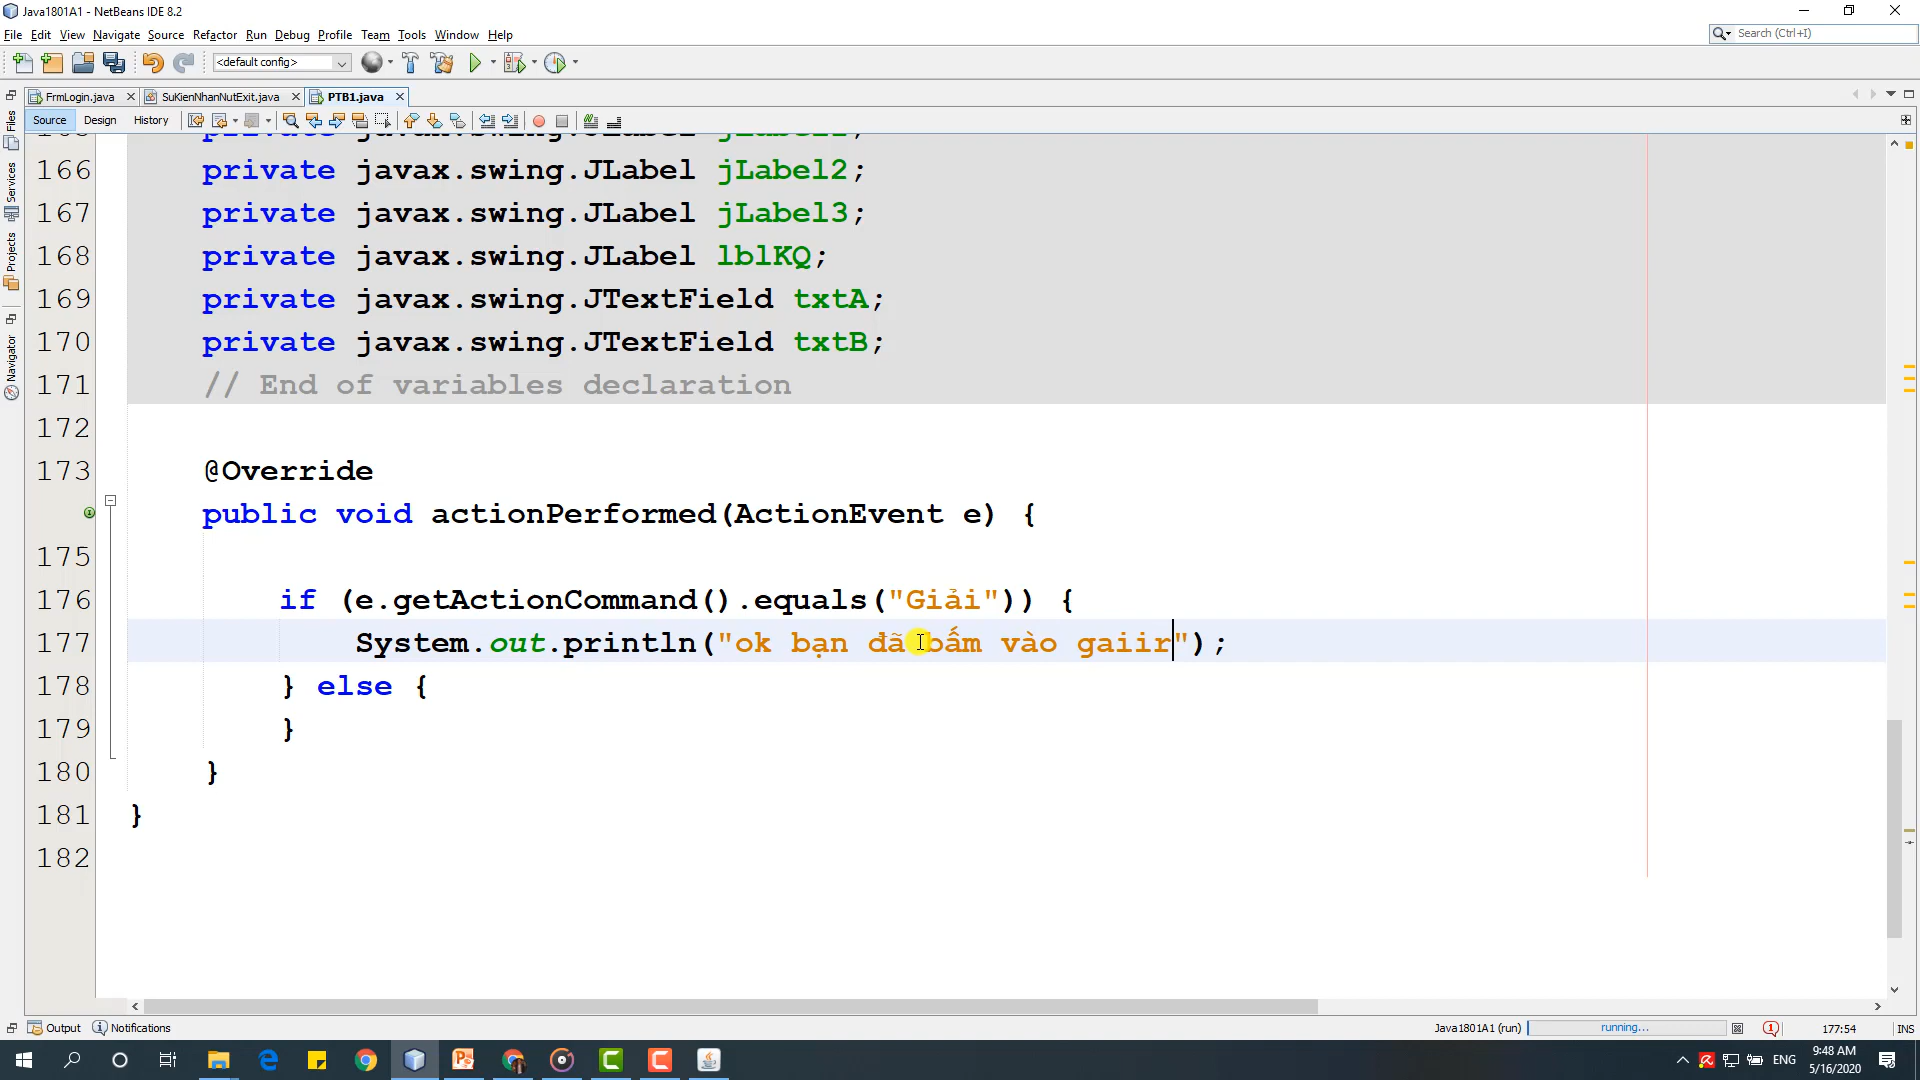 Java1801A1 - NetBeans IDE 8.2
File Edit View Navigate Source Refactor Run Debug Profile Team Tools Window Help
Search (Ctrl+I)
<default config>
FrmLogin.java SuKienNhanNutExit.java PTB1.java
Source Design History
Files
Services
Projects
Navigator
166 private javax.swing.JLabel jLabel2;
167 private javax.swing.JLabel jLabel3;
168 private javax.swing.JLabel lblKQ;
169 private javax.swing.JTextField txtA;
170 private javax.swing.JTextField txtB;
171 // End of variables declaration
172
173 @Override
public void actionPerformed(ActionEvent e) {
175
176 if (e.getActionCommand().equals("Giải")) {
177 System.out.println("ok bạn đã bấm vào gaiir");
178 } else {
179 }
180 }
181 }
182
Output Notifications
Java1801A1 (run) running... 1 177:54 INS
ENG 9:48 AM
5/16/2020